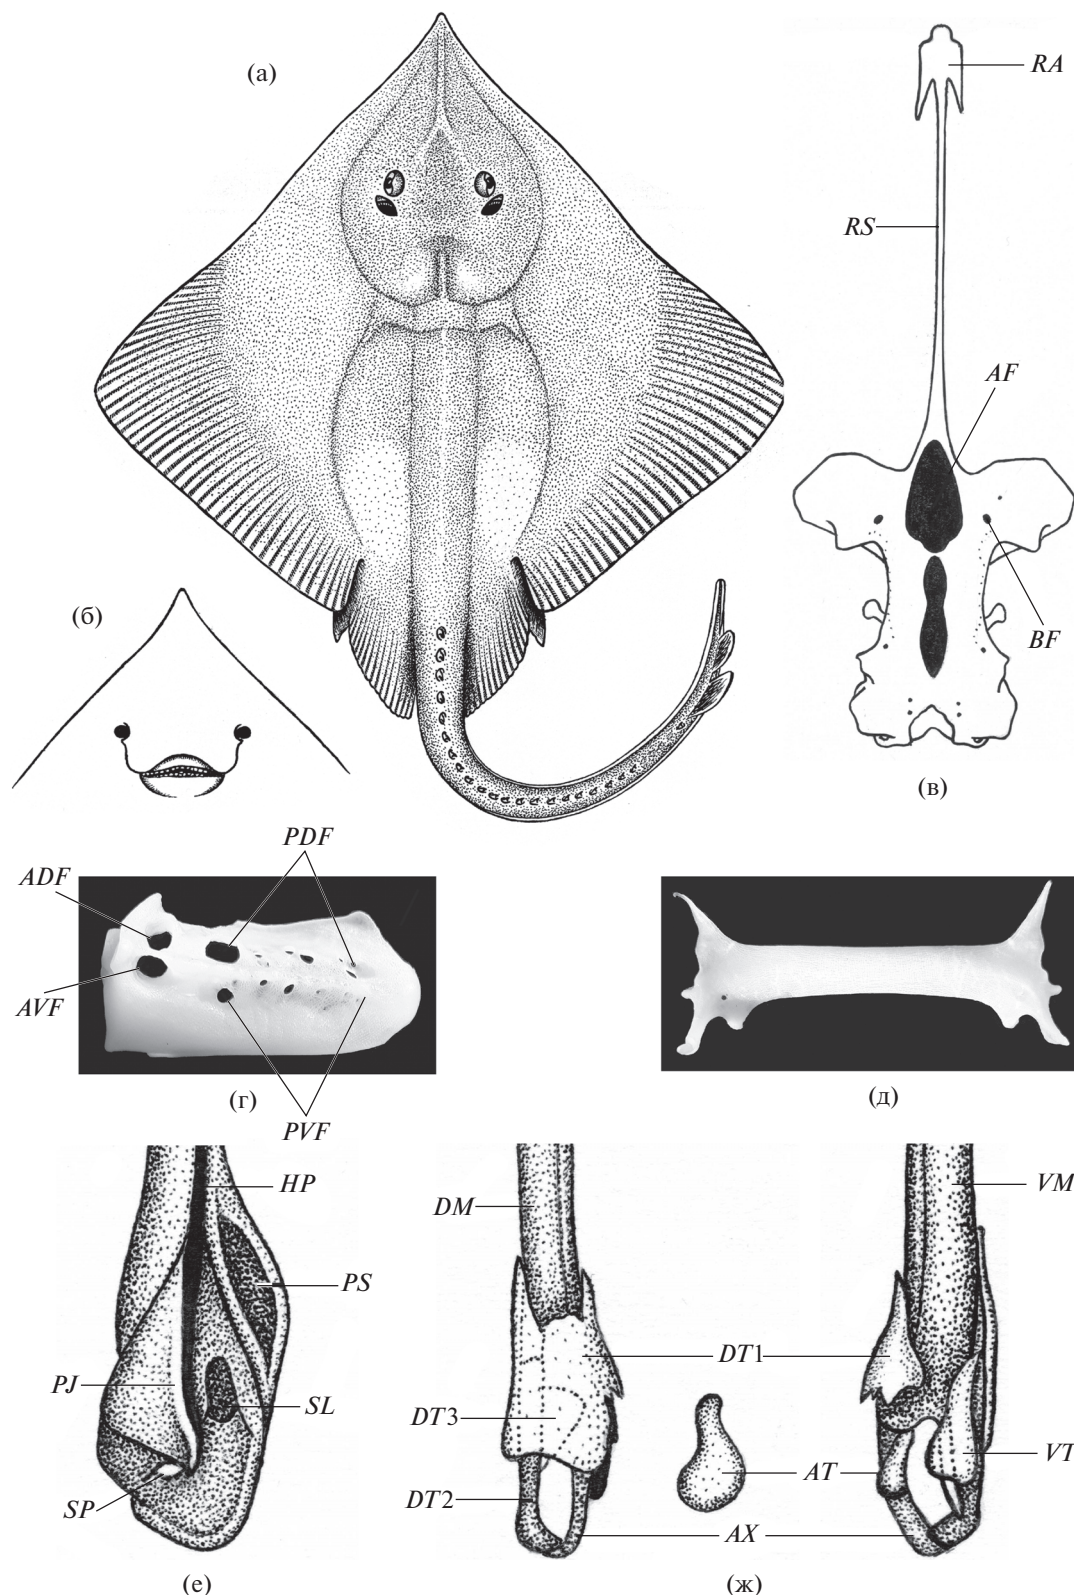 (а)
RA
RS
AF
(б)
BF
(в)
PDF
ADF
AVF
(г)
PVF
(д)
HP
DM
VM
PS
PJ
SL
DT1
DT3
VT
AT
DT2
SP
AX
(е)
(ж)